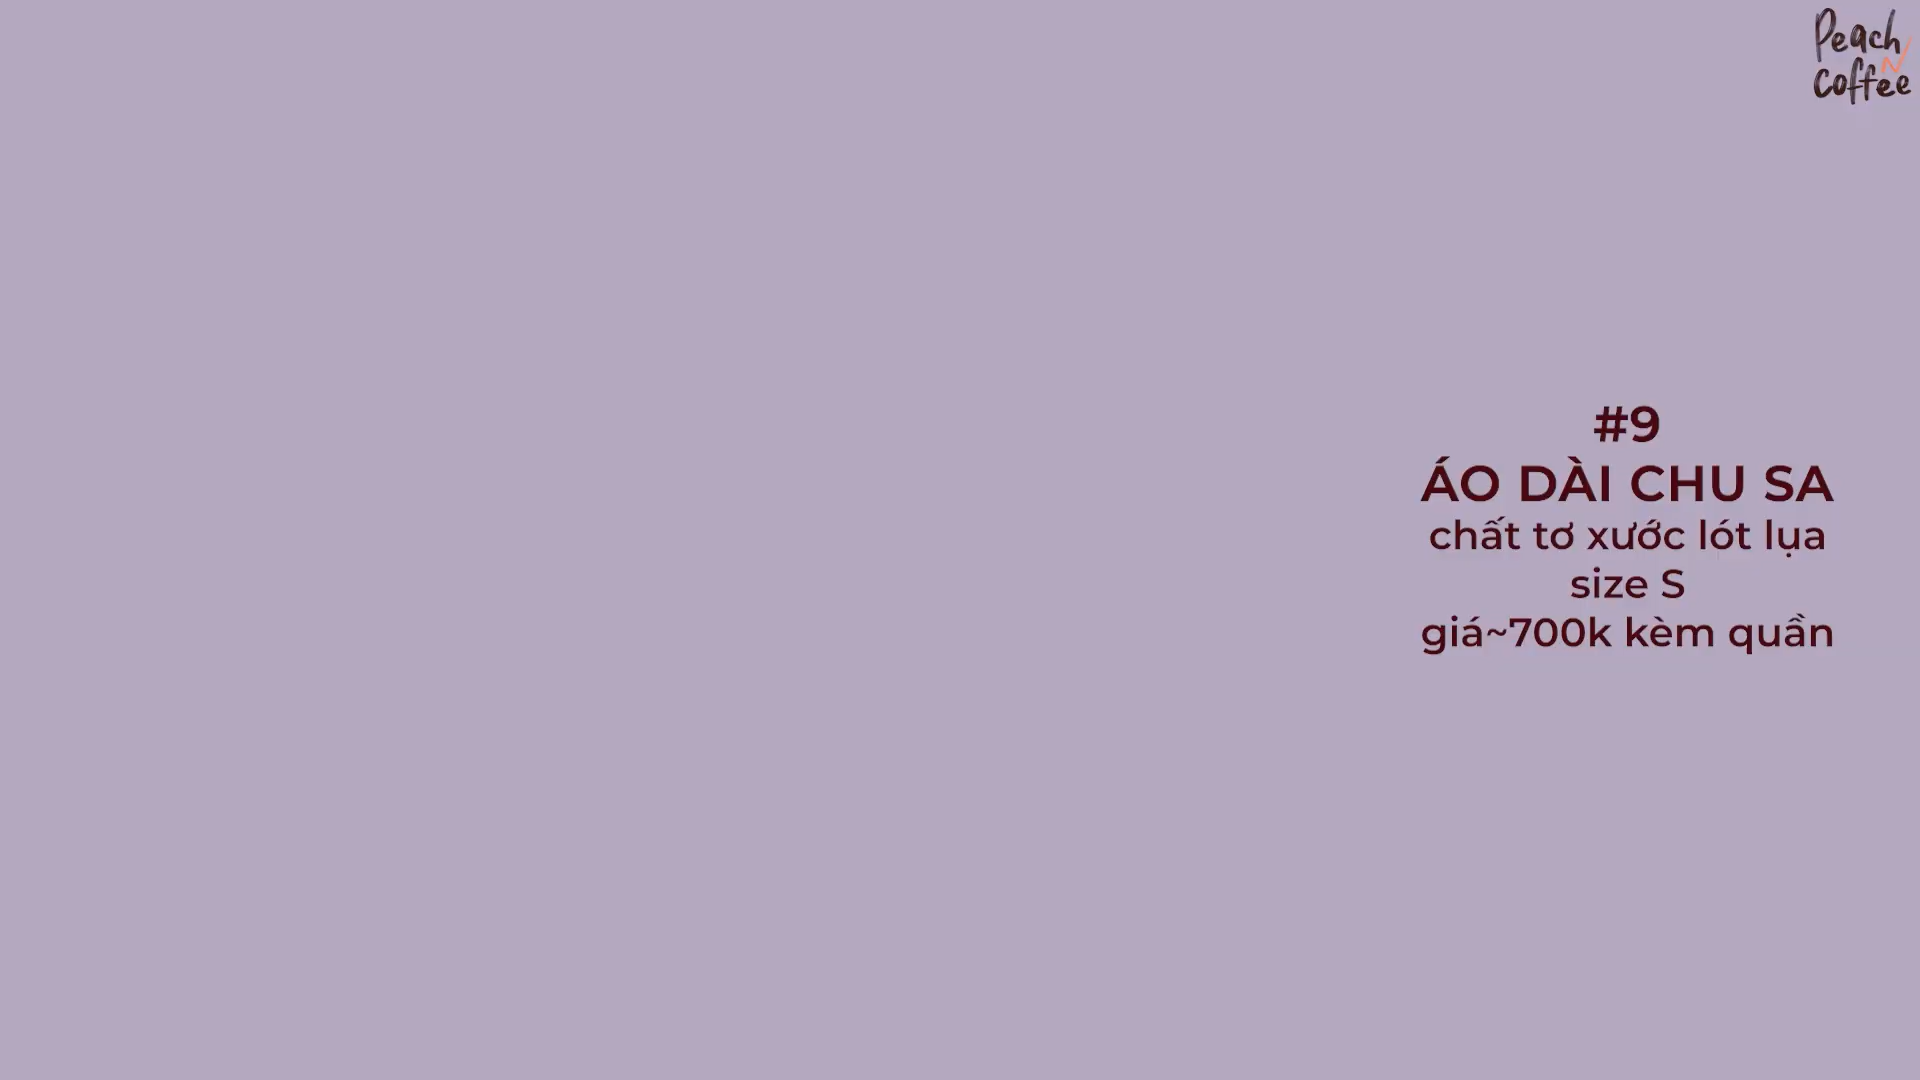 Peach
N
Coffee
#9
ÁO DÀI CHU SA
chất tơ xước lót lụa
size S
giá~700k kèm quần